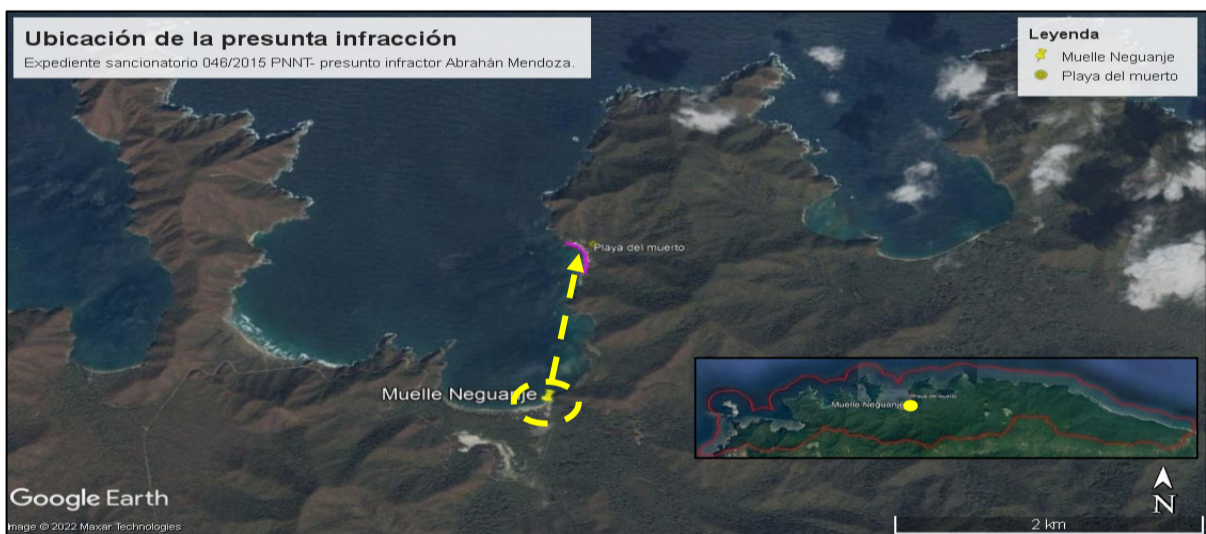 Ubicación de la presunta infracción
Expediente sancionatorio 046/2015 PNNT- presunto infractor Abrahán Mendoza.
Leyenda
Muelle Neguanje
Playa del muerto
Playa del muerto
Muelle Neguanje
Muelle Neguanje
Playa del muerto
Google Earth
Image © 2022 Maxar Technologies
N
2 km